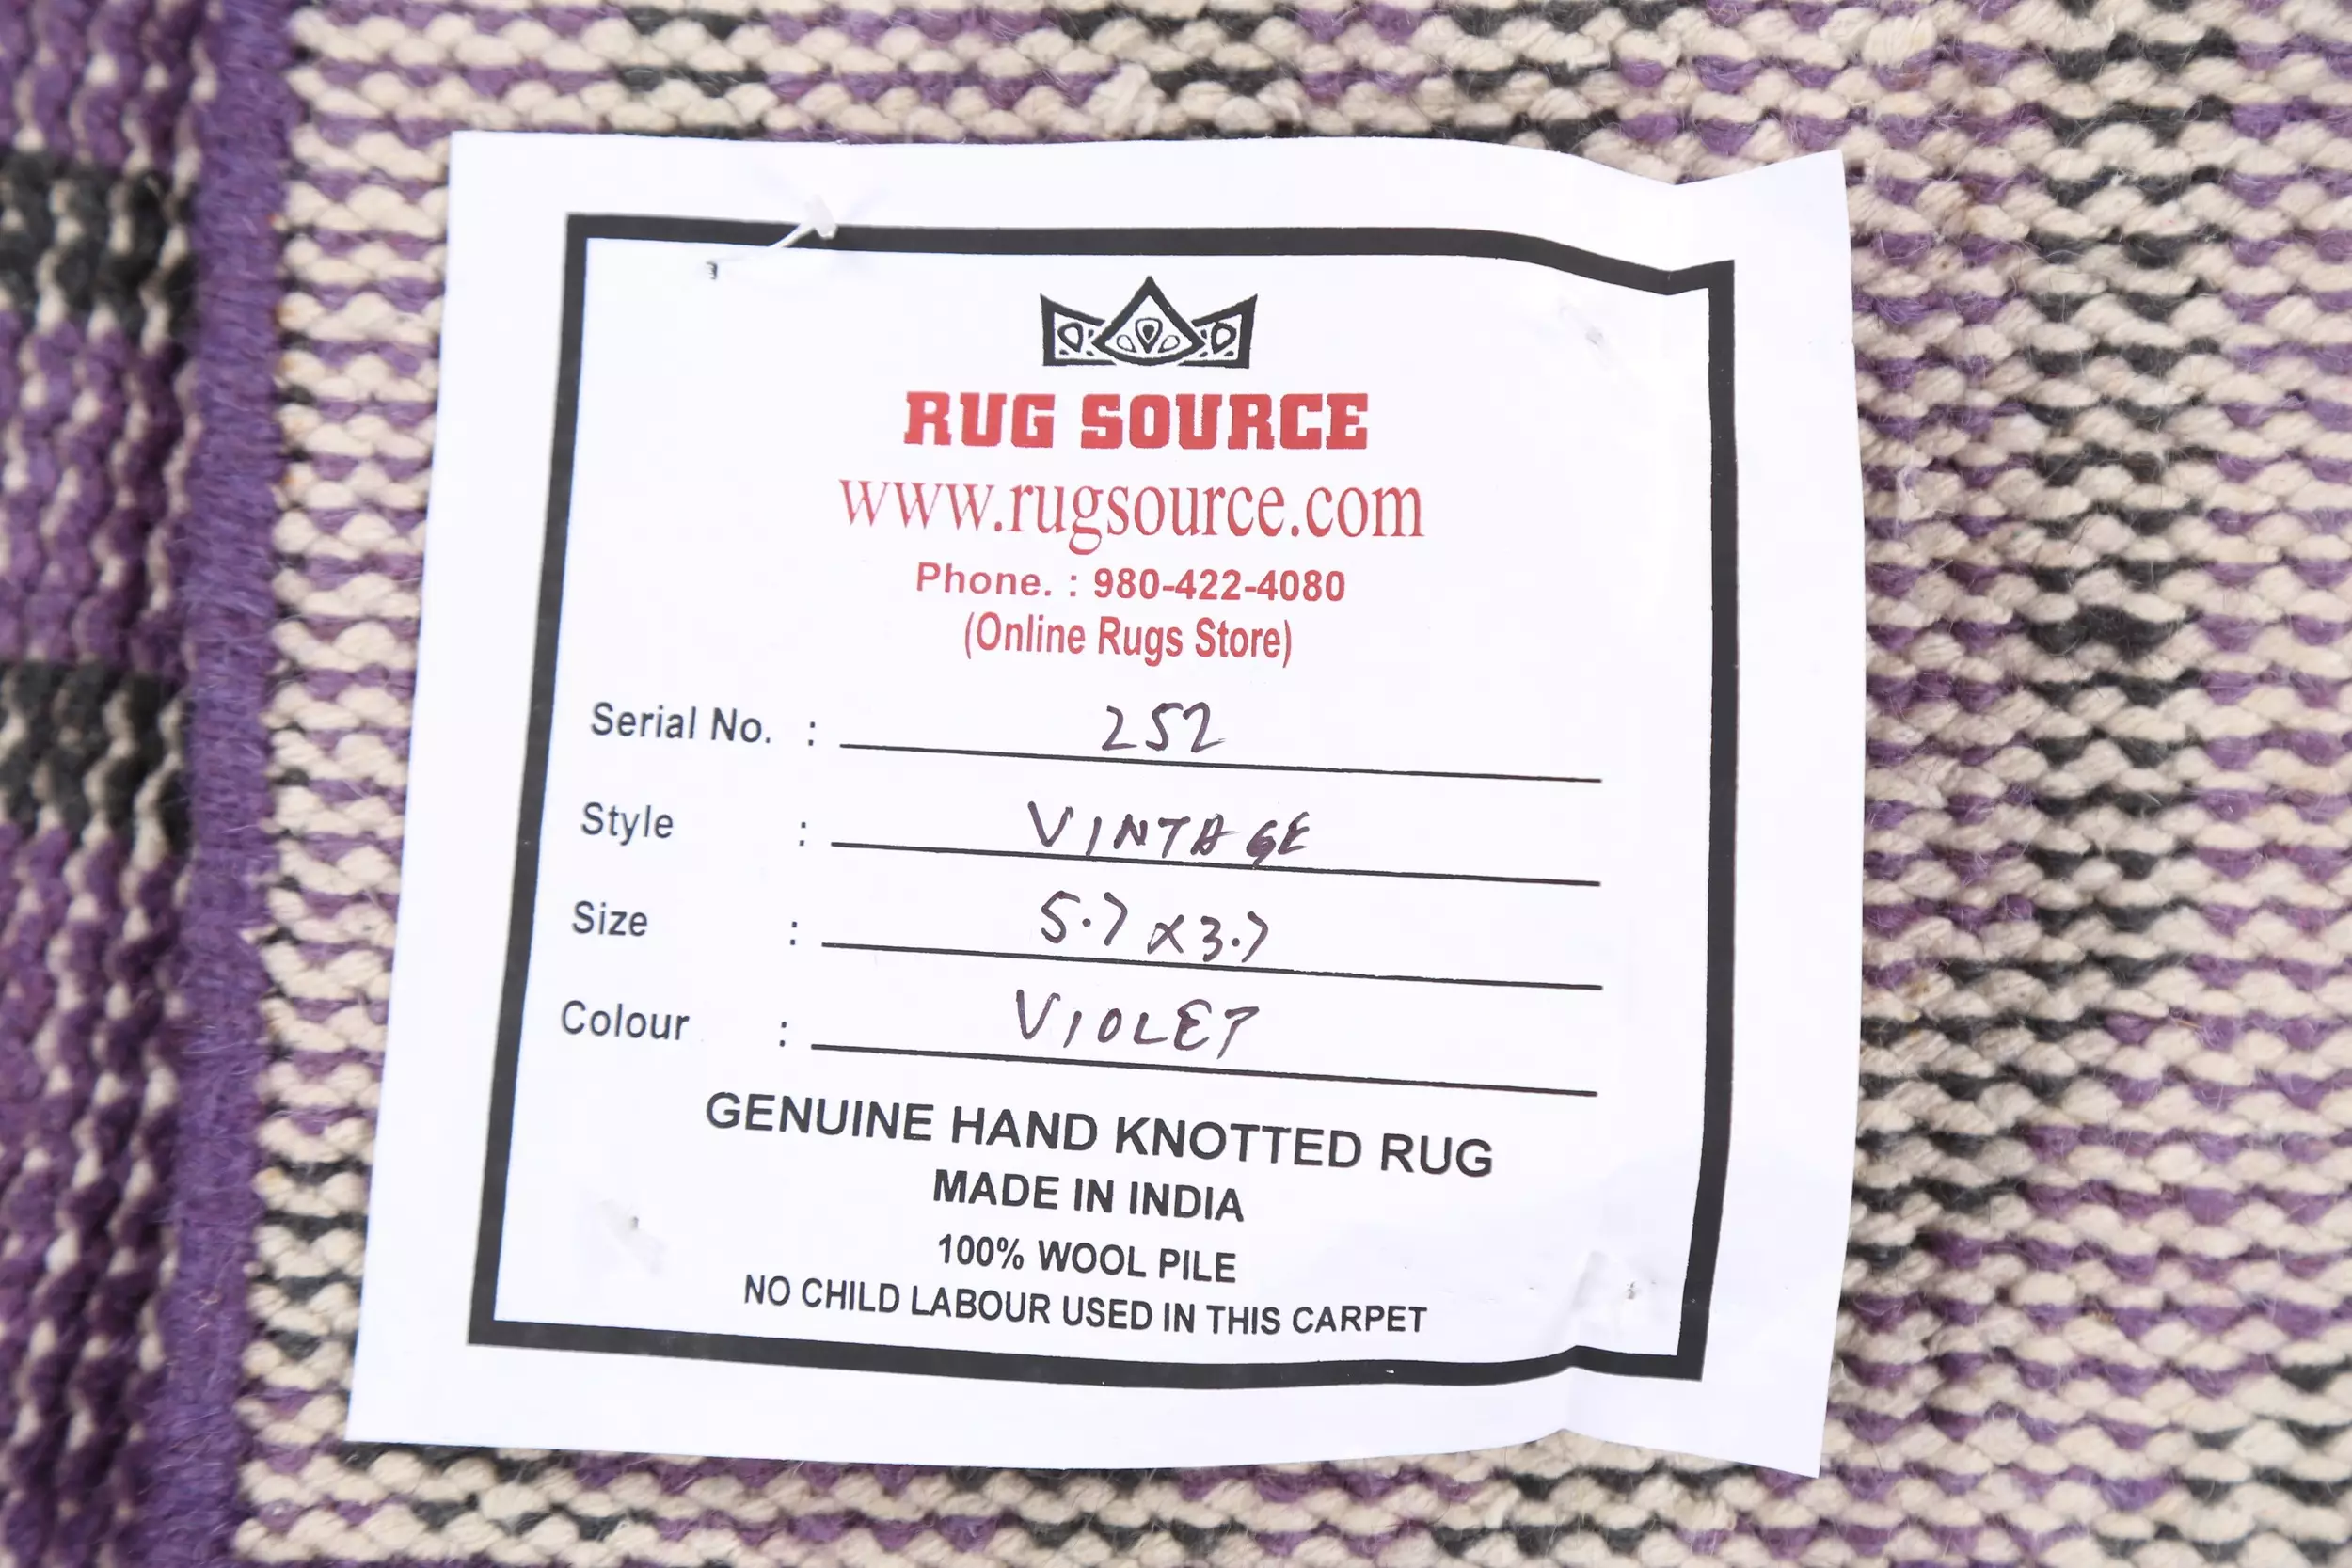 RUG SOURCE
www.rugsource.com
Phone. : 980-422-4080
(Online Rugs Store)
Serial No. : 252
Style : VINTAGE
Size : 5.7 x 3.7
Colour : VIOLET
GENUINE HAND KNOTTED RUG
MADE IN INDIA
100% WOOL PILE
NO CHILD LABOUR USED IN THIS CARPET